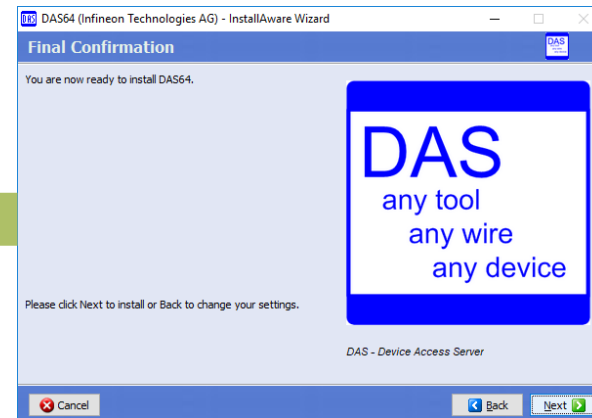 DAS DAS64 (Infineon Technologies AG) - InstallAware Wizard
Final Confirmation
DAS
You are now ready to install DAS64.
DAS
any tool
any wire
any device
Please click Next to install or Back to change your settings.
DAS - Device Access Server
Cancel
Back
Next